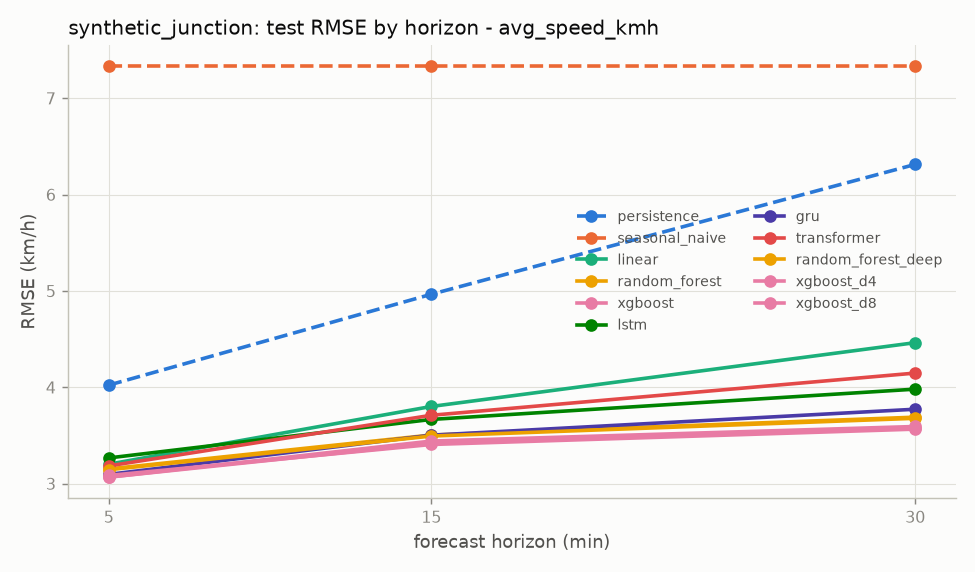 synthetic_junction: test RMSE by horizon - avg_speed_kmh
RMSE (km/h)
7
6
5
4
3
persistence
seasonal_naive
linear
random_forest
xgboost
lstm
gru
transformer
random_forest_deep
xgboost_d4
xgboost_d8
5
15
30
forecast horizon (min)